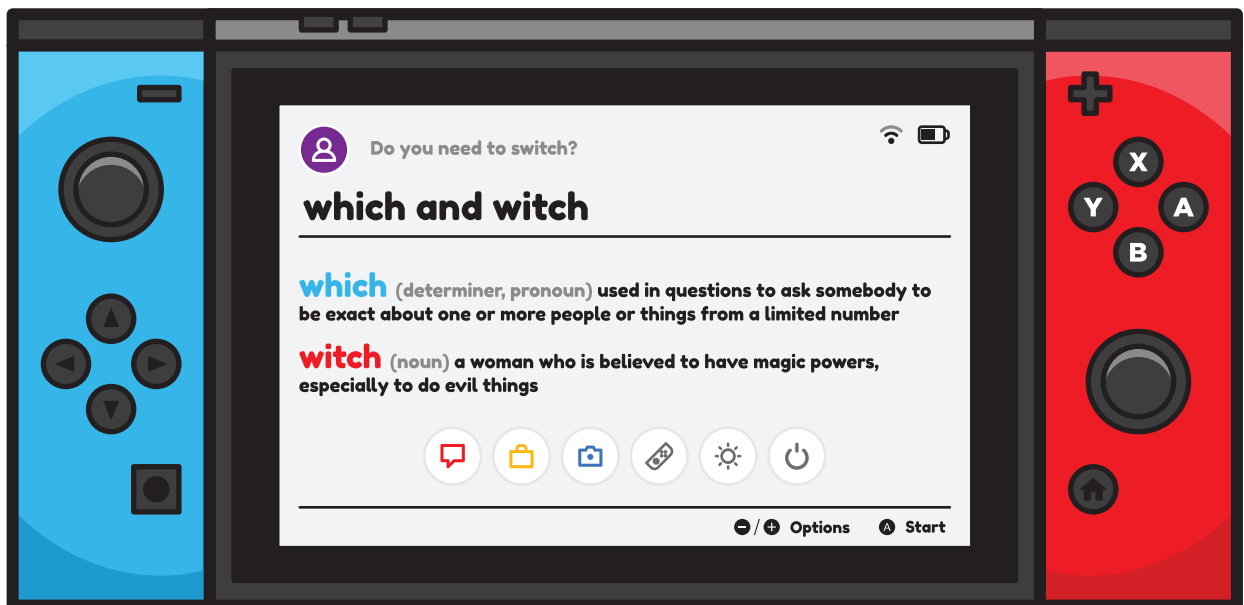 Do you need to switch?
which and witch
which (determiner, pronoun) used in questions to ask somebody to
be exact about one or more people or things from a limited number
witch (noun) a woman who is believed to have magic powers,
especially to do evil things
/ Options A Start
X
Y A
B